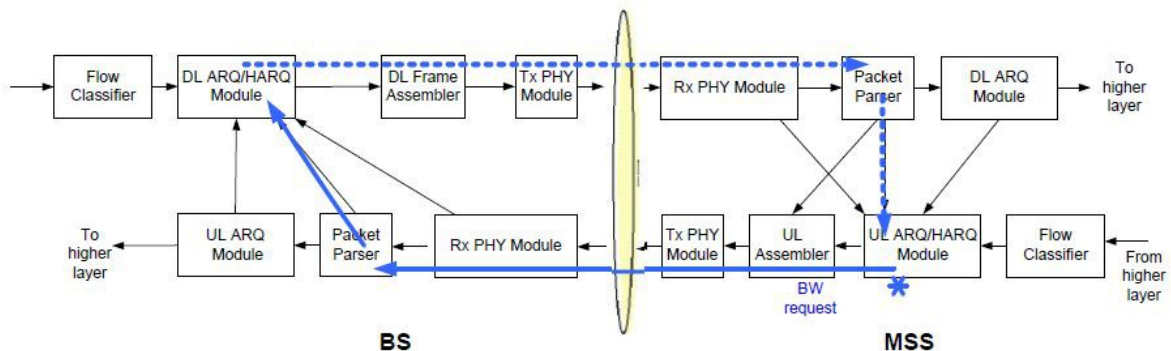 Flow
Classifier
DL ARQ/HARQ
Module
DL Frame
Assembler
Tx PHY
Module
Rx PHY Module
Packet
Parser
DL ARQ
Module
To
higher
layer
To
higher
layer
UL ARQ
Module
Packet
Parser
Rx PHY Module
Tx PHY
Module
UL
Assembler
UL ARQ/HARQ
Module
Flow
Classifier
From
higher
layer
BW
request
BS
MSS